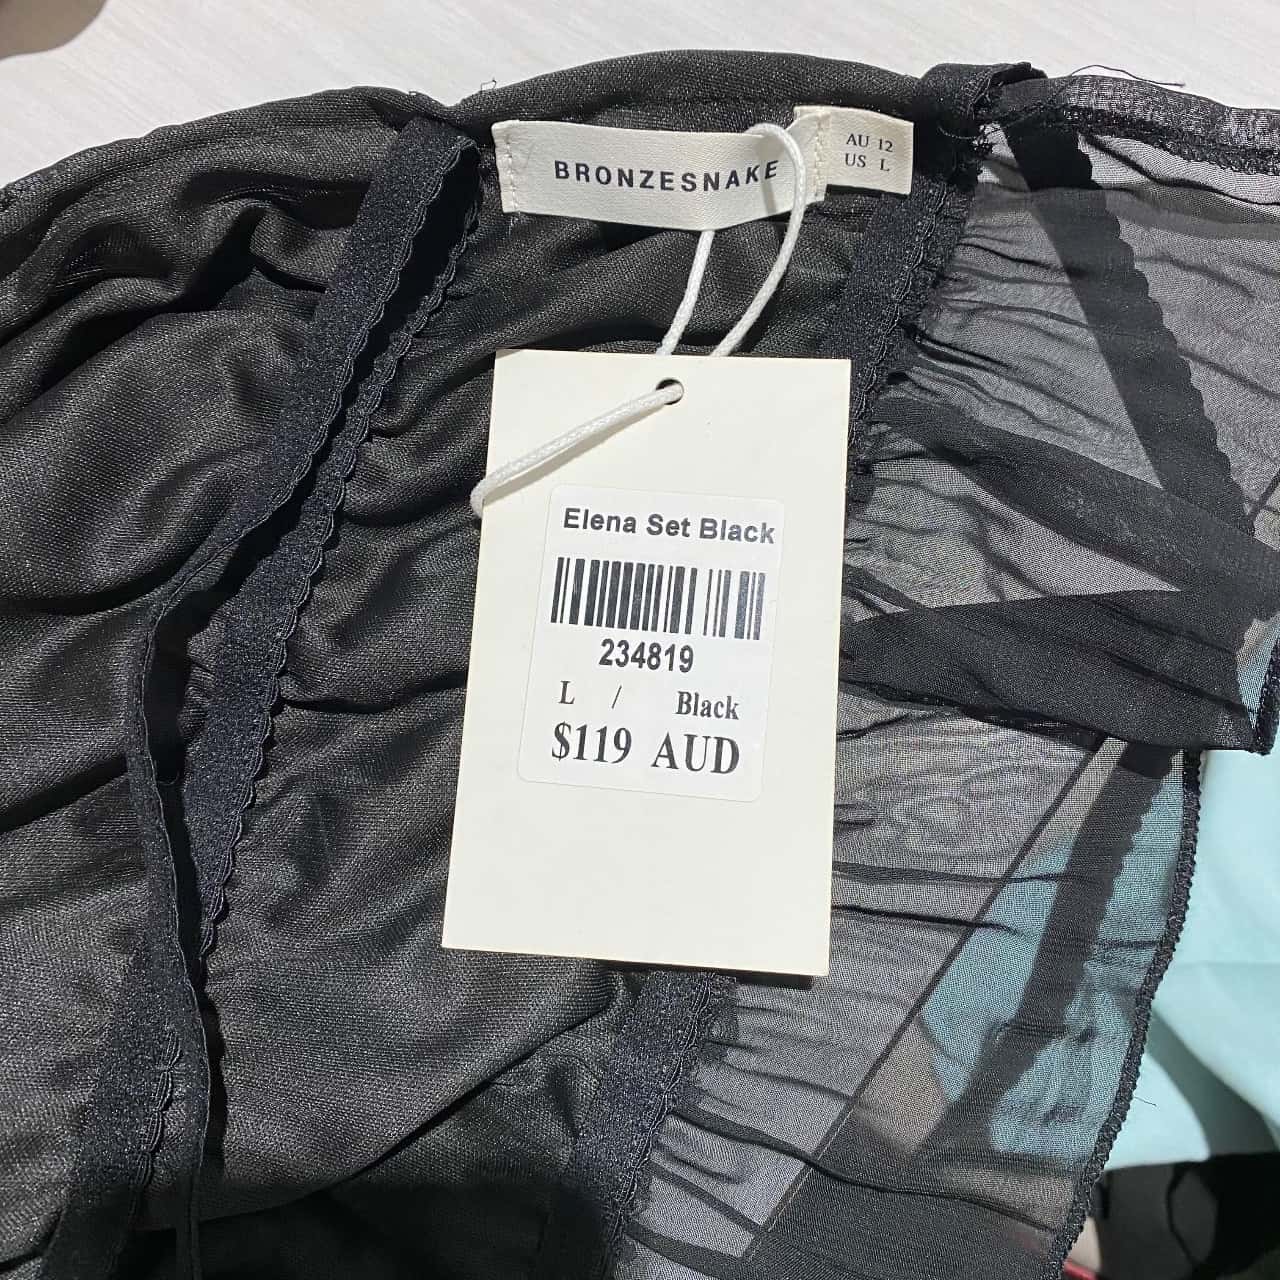 BRONZESNAKE
AU 12
US L
Elena Set Black
234819
L / Black
$119 AUD